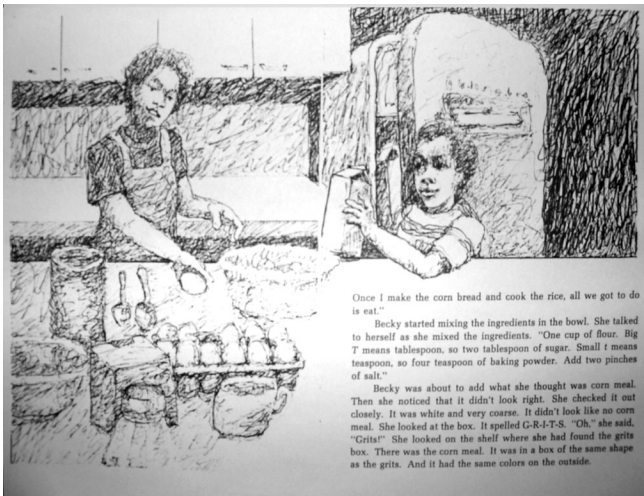 Once I make the corn bread and cook the rice, all we got to do
is eat."
Becky started mixing the ingredients in the bowl. She talked
to herself as she mixed the ingredients. "One cup of flour. Big
T means tablespoon, so two tablespoon of sugar. Small t means
teaspoon, so four teaspoon of baking powder. Add two pinches
of salt."
Becky was about to add what she thought was corn meal.
Then she noticed that it didn't look right. She checked it out
closely. It was white and very coarse. It didn't look like no corn
meal. She looked at the box. It spelled G-R-I-T-S. "Oh," she said,
"Grits!" She looked on the shelf where she had found the grits
box. There was the corn meal. It was in a box of the same shape
as the grits. And it had the same colors on the outside.